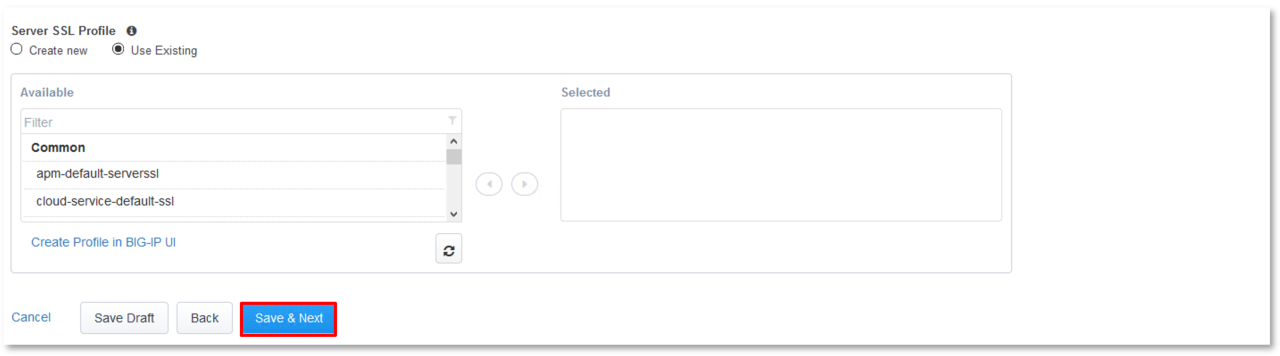 Server SSL Profile
Create new Use Existing
Available Selected
Filter
Common
apm-default-serverssl
cloud-service-default-ssl
Create Profile in BIG-IP UI
Cancel Save Draft Back Save & Next